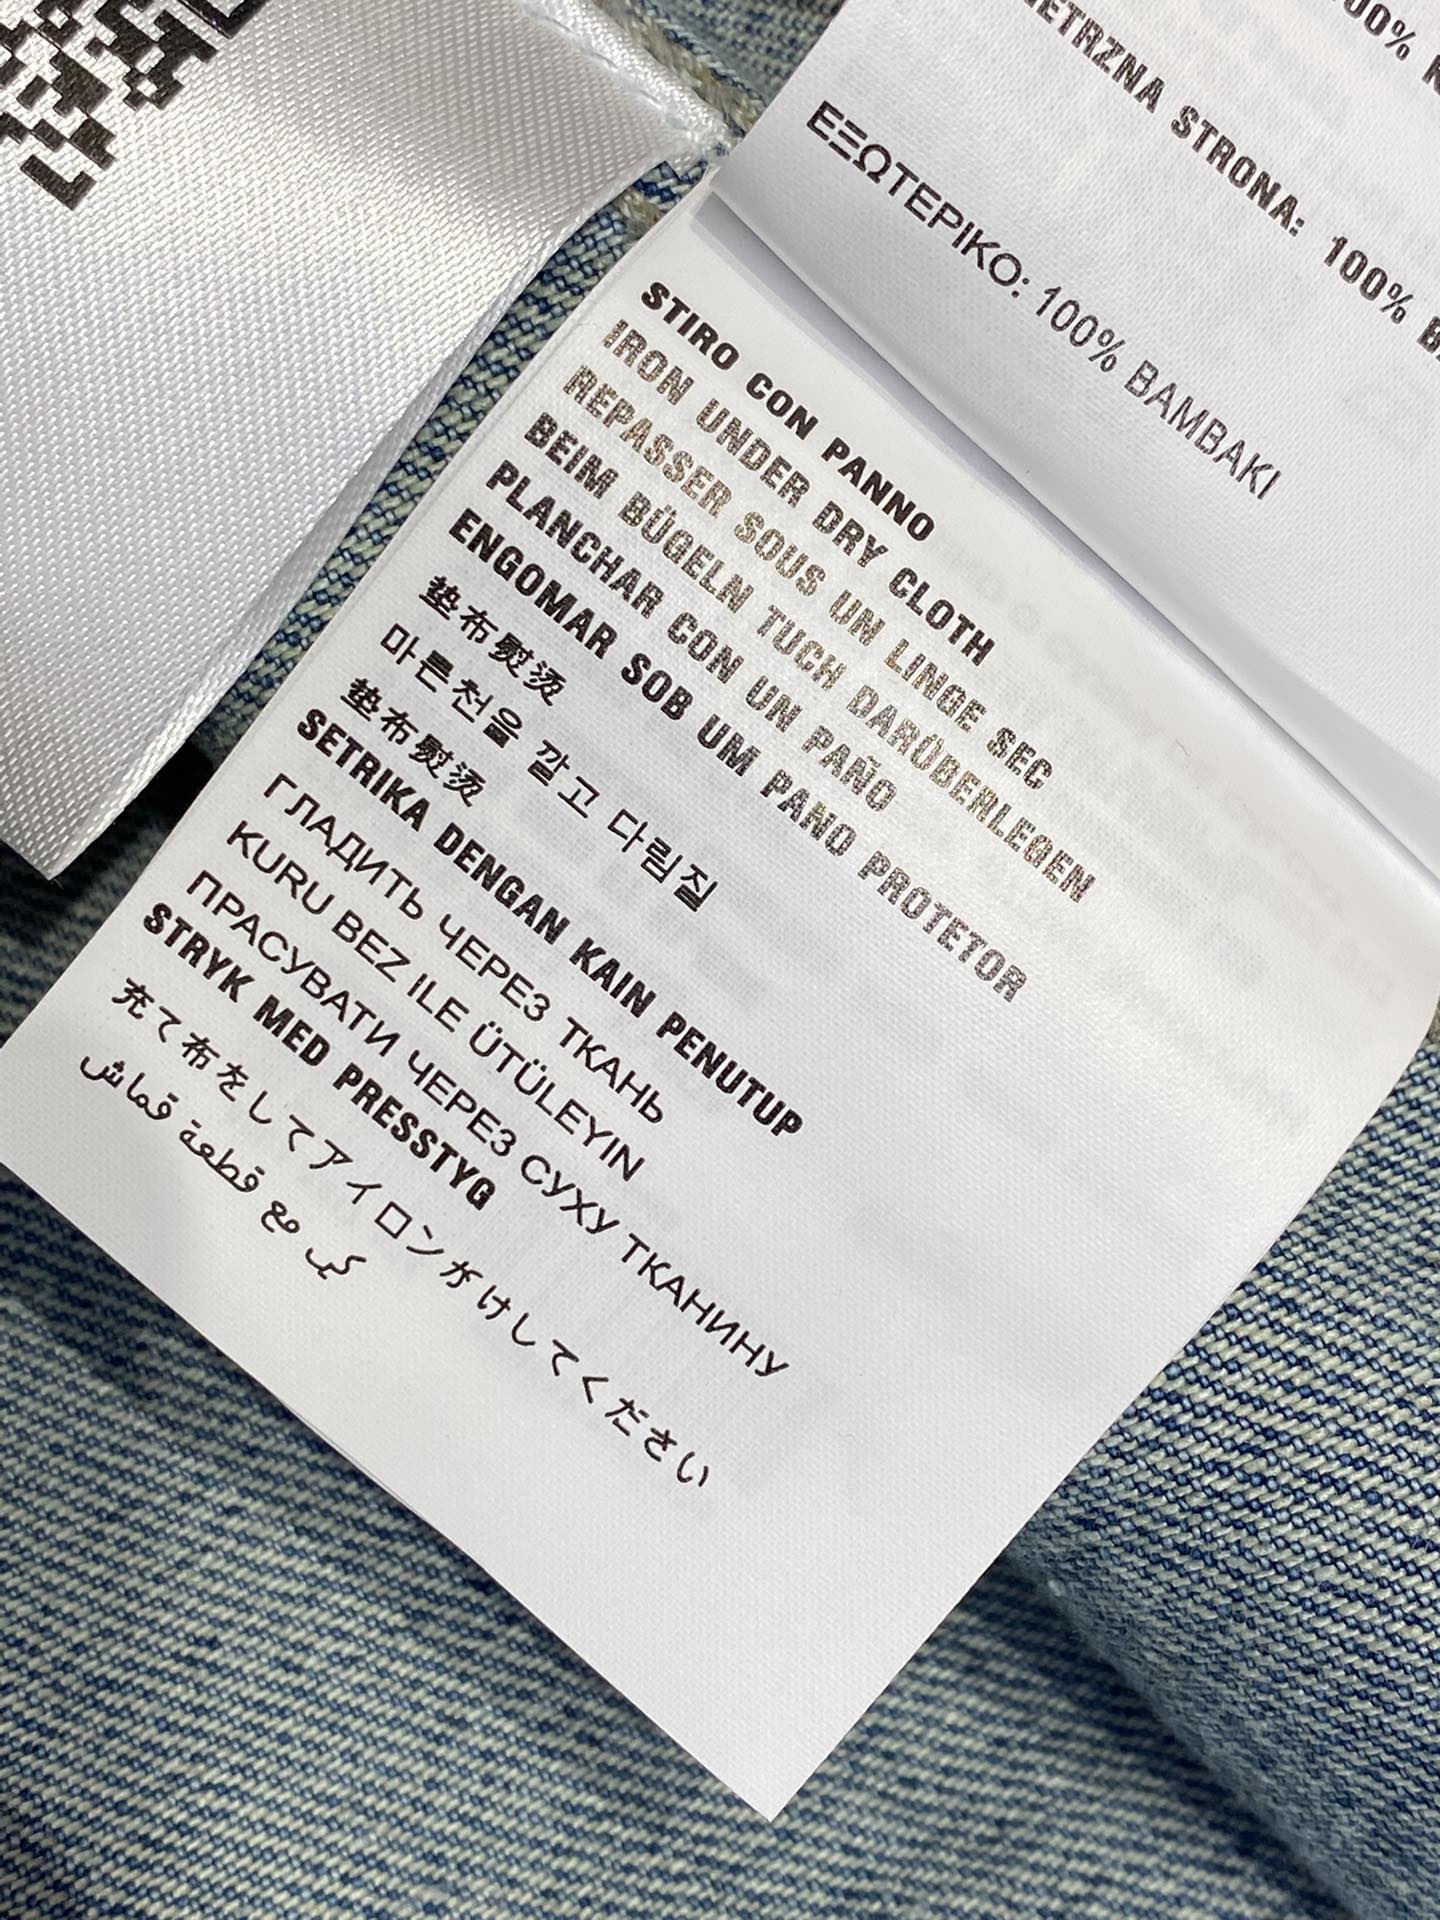 100%
ETRZNA STRONA: 100% B
ΕΞΩΤΕΡΙΚΟ: 100% ΒΑΜΒΑΚΙ
STIRO CON PANNO
IRON UNDER DRY CLOTH
REPASSER SOUS UN LINGE SEC
BEIM BÜGELN TUCH DARÜBERLEGEN
PLANCHAR CON UN PAÑO
ENGOMAR SOB UM PANO PROTETOR
垫布熨烫
마른천을 깔고 다림질
垫布熨烫
SETRIKA DENGAN KAIN PENUTUP
ГЛАДИТЬ ЧЕРЕЗ ТКАНЬ
KURU BEZ ILE ÜTÜLEYIN
ПРАСУВАТИ ЧЕРЕЗ СУХУ ТКАНИНУ
STRYK MED PRESSTYG
充て布をしてアイロンがけしてください
كي مع قطعة قماش